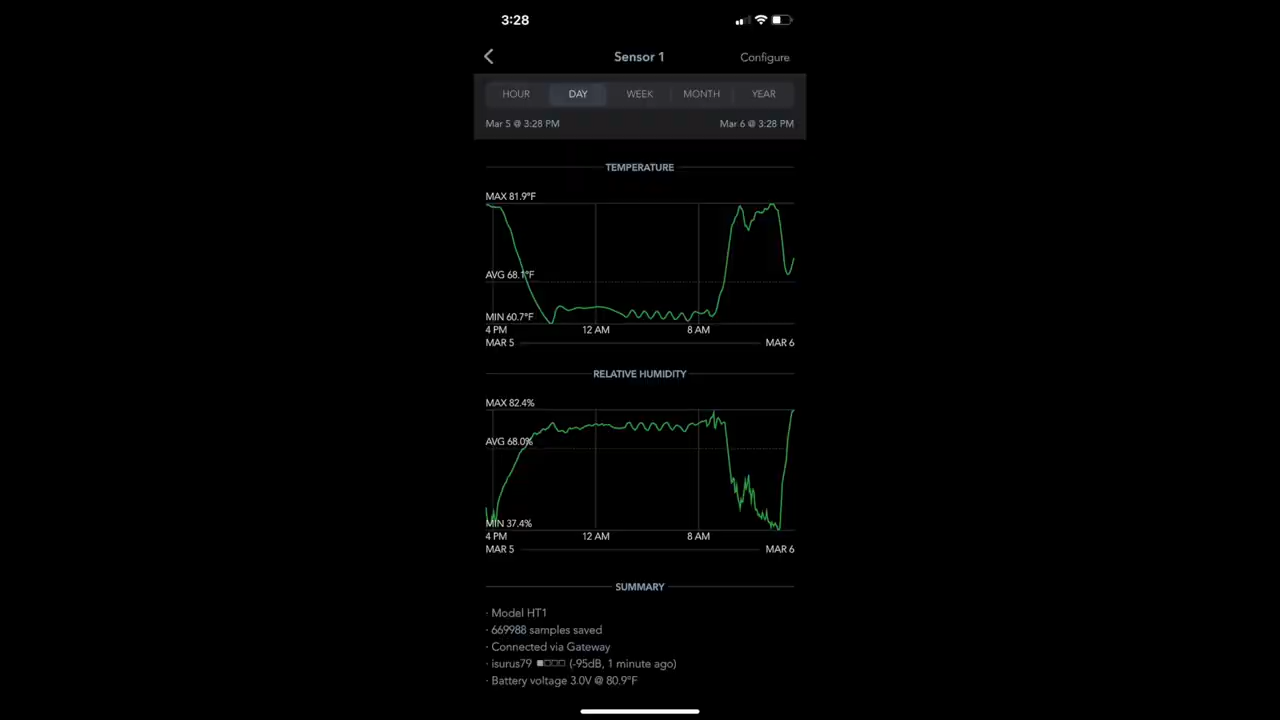 3:28
Sensor 1 Configure
HOUR DAY WEEK MONTH YEAR
Mar 5 @ 3:28 PM Mar 6 @ 3:28 PM
TEMPERATURE
MAX 81.9°F
AVG 68.1°F
MIN 60.7°F
4 PM 12 AM 8 AM
MAR 5 MAR 6
RELATIVE HUMIDITY
MAX 82.4%
AVG 68.0%
MIN 37.4%
4 PM 12 AM 8 AM
MAR 5 MAR 6
SUMMARY
· Model HT1
· 669988 samples saved
· Connected via Gateway
· isurus79 (-95dB, 1 minute ago)
· Battery voltage 3.0V @ 80.9°F